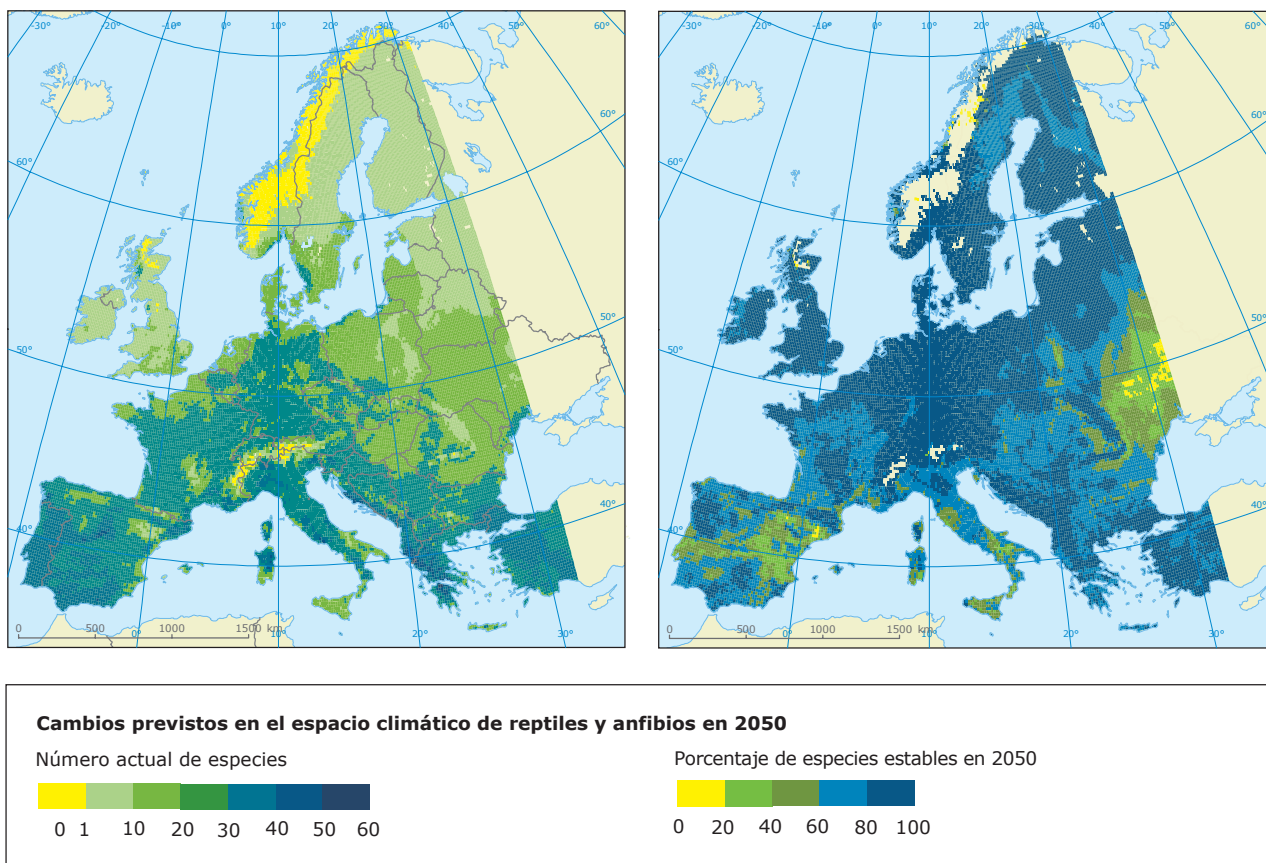 -30° -20° -10° 0° 10° 20° 30° 40° 50° 60°
60°
50°
60°
50°
40°
40°
0 500 1000 1500 km
0° 10° 20° 30°
-30° -20° -10° 0° 10° 20° 30° 40° 50° 60°
60°
50°
60°
50°
40°
40°
0 500 1000 1500 km
0° 10° 20° 30°
Cambios previstos en el espacio climático de reptiles y anfibios en 2050
Número actual de especies
0 1 10 20 30 40 50 60
Porcentaje de especies estables en 2050
0 20 40 60 80 100